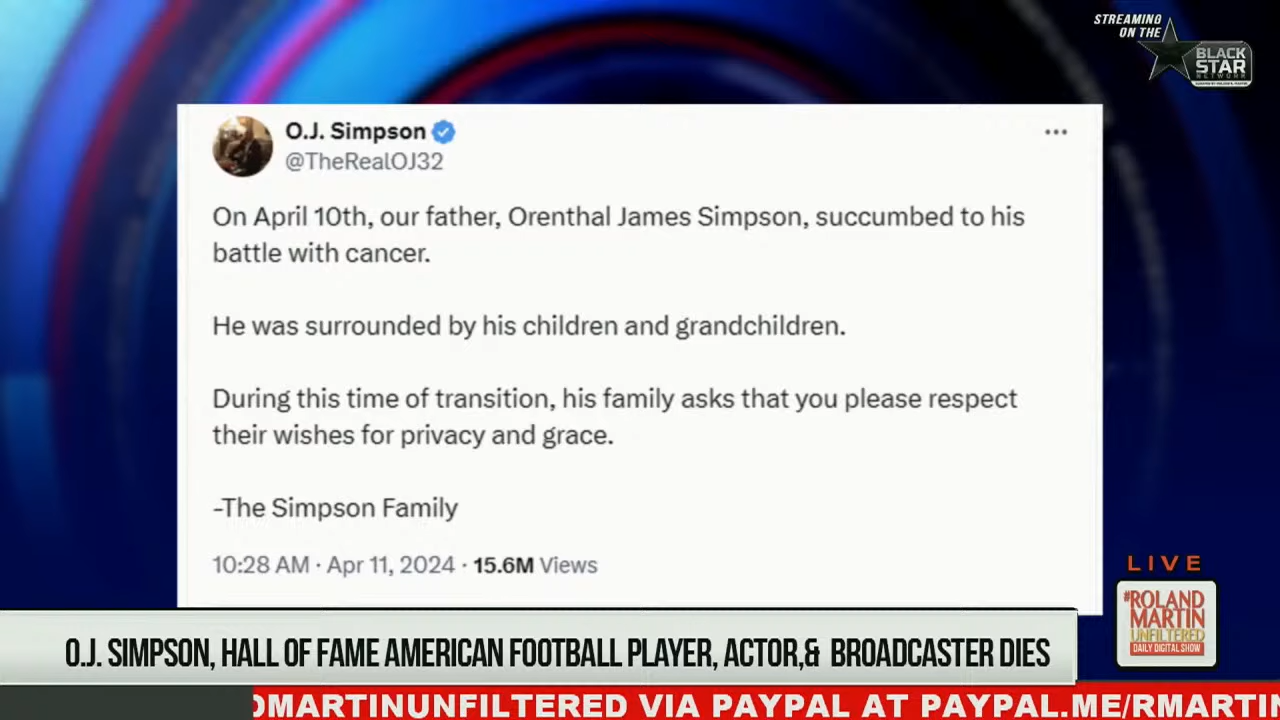 STREAMING
ON THE
BLACK
STAR
NETWORK
O.J. Simpson
@TheRealOJ32
On April 10th, our father, Orenthal James Simpson, succumbed to his
battle with cancer.
He was surrounded by his children and grandchildren.
During this time of transition, his family asks that you please respect
their wishes for privacy and grace.
-The Simpson Family
10:28 AM · Apr 11, 2024 · 15.6M Views
LIVE
#ROLAND
MARTIN
UNFILTERED
DAILY DIGITAL SHOW
O.J. SIMPSON, HALL OF FAME AMERICAN FOOTBALL PLAYER, ACTOR,& BROADCASTER DIES
OMARTINUNFILTERED VIA PAYPAL AT PAYPAL.ME/RMARTIN